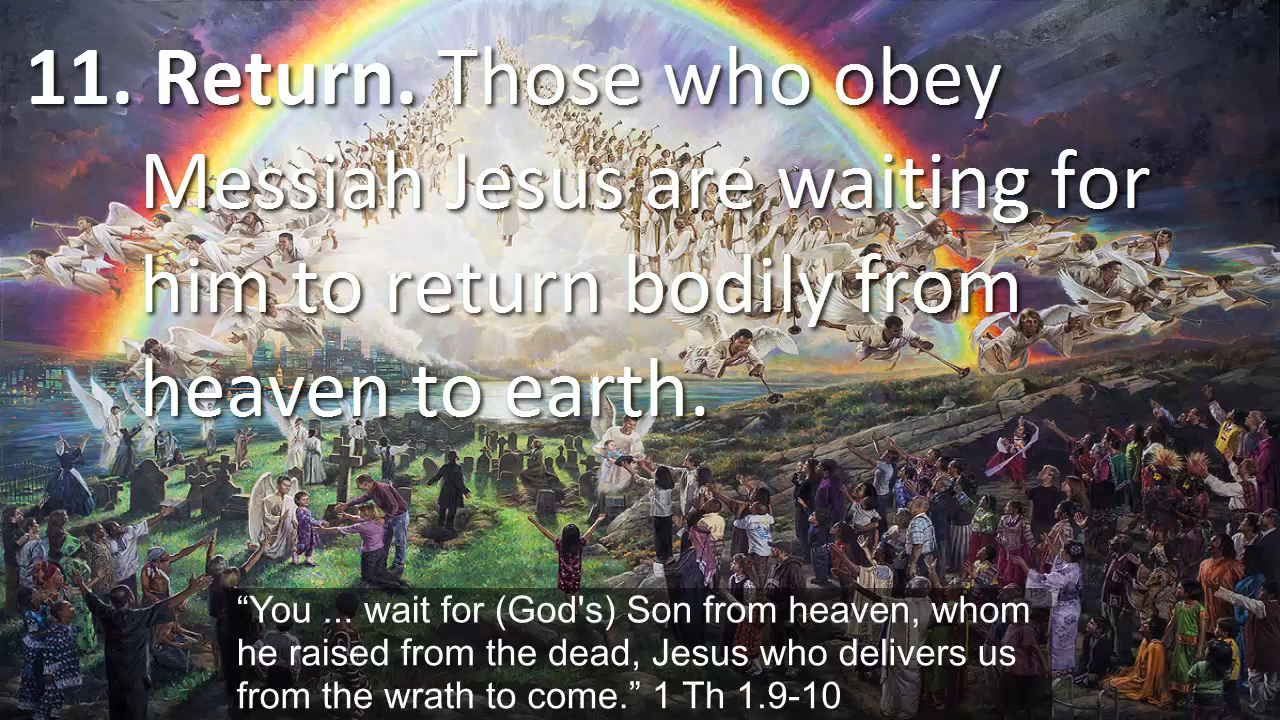 11. Return. Those who obey
Messiah Jesus are waiting for
him to return bodily from
heaven to earth.
“You ... wait for (God's) Son from heaven, whom
he raised from the dead, Jesus who delivers us
from the wrath to come.” 1 Th 1.9-10